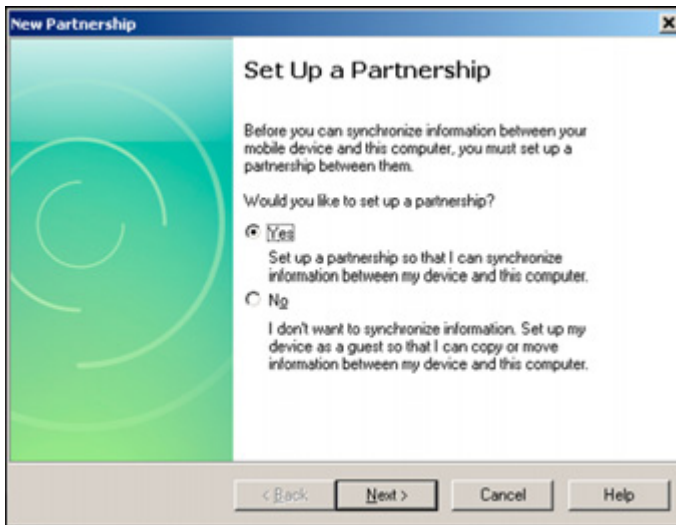 New Partnership
Set Up a Partnership
Before you can synchronize information between your
mobile device and this computer, you must set up a
partnership between them.
Would you like to set up a partnership?
Yes
Set up a partnership so that I can synchronize
information between my device and this computer.
No
I don't want to synchronize information. Set up my
device as a guest so that I can copy or move
information between my device and this computer.
< Back Next > Cancel Help